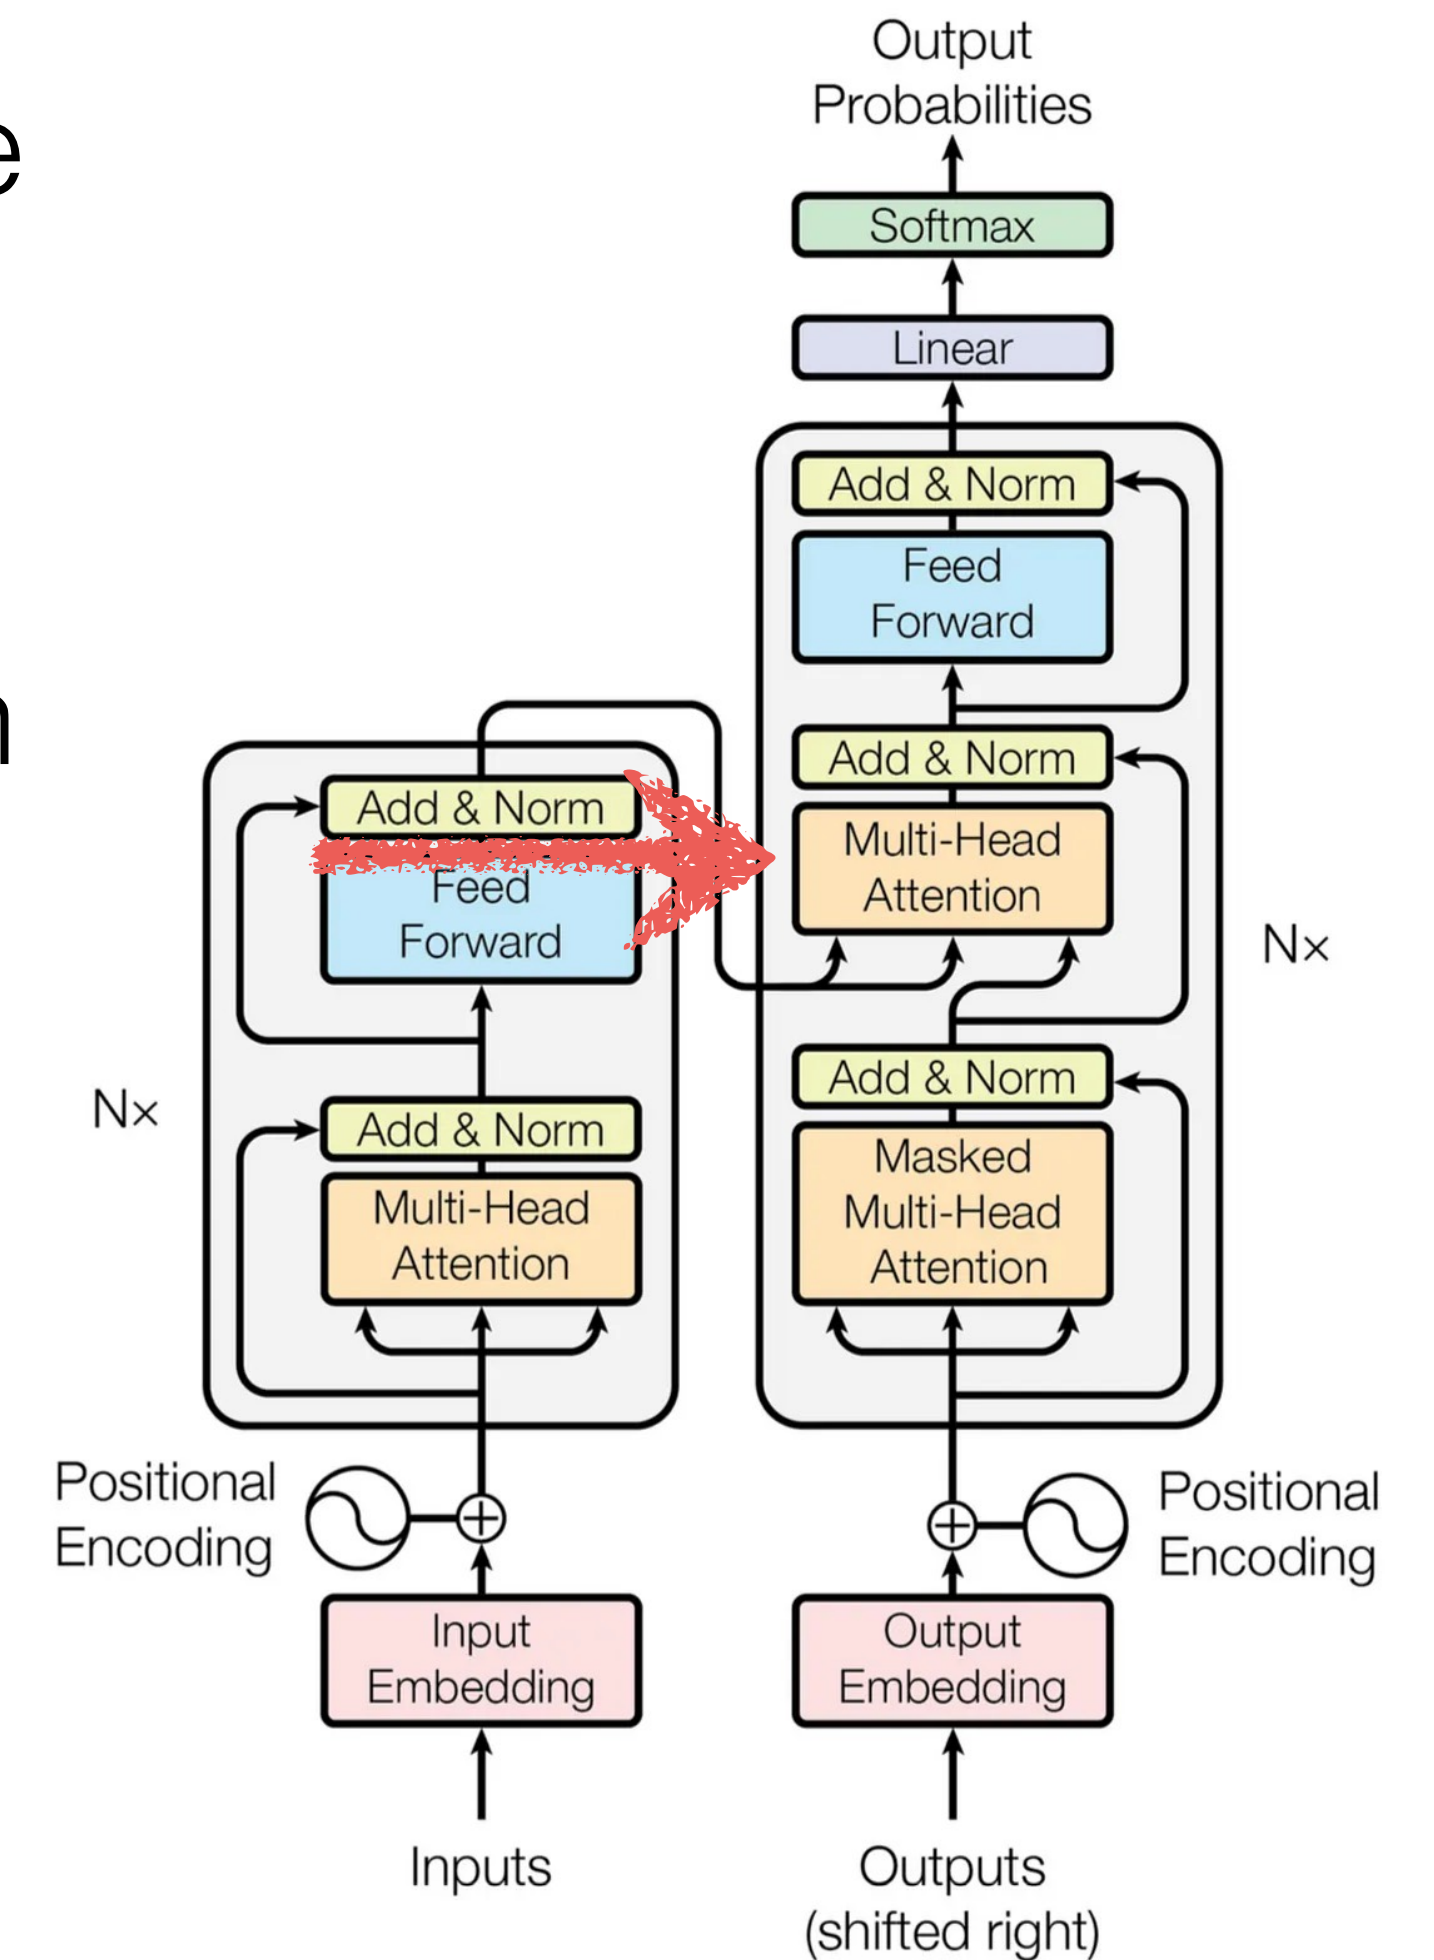 e
n
Output
Probabilities
Softmax
Linear
Add & Norm
Feed
Forward
Add & Norm
Multi-Head
Attention
Nx
Add & Norm
Masked
Multi-Head
Attention
Add & Norm
Feed
Forward
Nx
Add & Norm
Multi-Head
Attention
Positional
Encoding
Positional
Encoding
Input
Embedding
Output
Embedding
Inputs
Outputs
(shifted right)